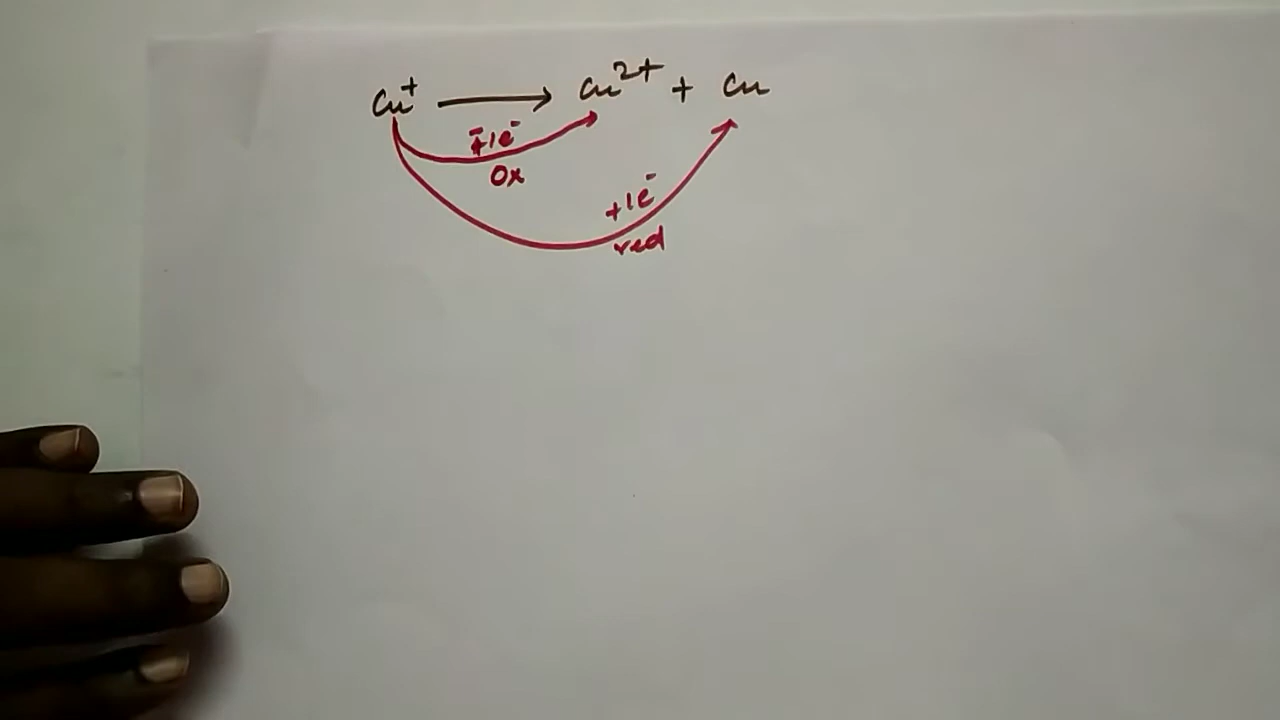 Cu⁺ ⟶ Cu²⁺ + Cu
-1e⁻
Ox
+1e⁻
red